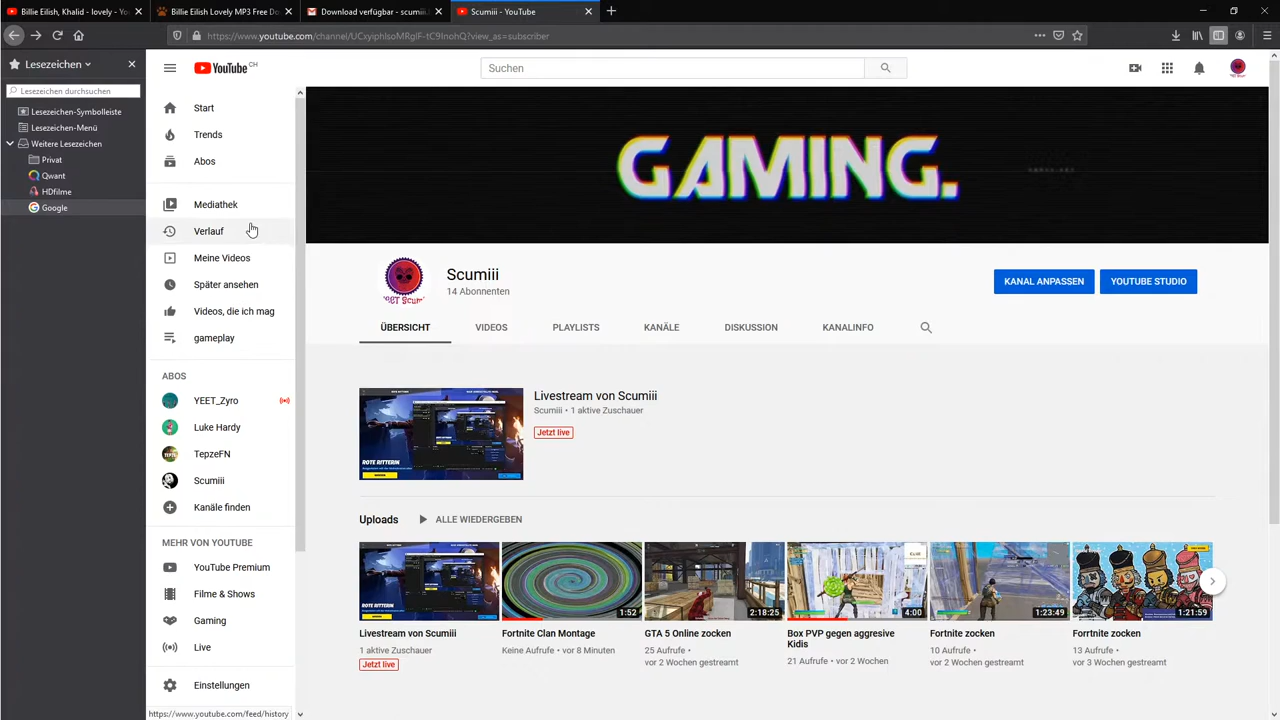 Billie Eilish, Khalid - lovely - Yo
Billie Eilish Lovely MP3 Free Do
Download verfügbar - scumiii.
Scumiii - YouTube
https://www.youtube.com/channel/UCxyiphIsoMRgIF-tC9InohQ?view_as=subscriber
Lesezeichen
Lesezeichen durchsuchen
Lesezeichen-Symbolleiste
Lesezeichen-Menü
Weitere Lesezeichen
Privat
Qwant
HDfilme
Google
YouTube CH
Suchen
Start
Trends
Abos
Mediathek
Verlauf
Meine Videos
Später ansehen
Videos, die ich mag
gameplay
ABOS
YEET_Zyro
Luke Hardy
TepzeFN
Scumiii
Kanäle finden
MEHR VON YOUTUBE
YouTube Premium
Filme & Shows
Gaming
Live
Einstellungen
https://www.youtube.com/feed/history
GAMING.
Scumiii
14 Abonnenten
KANAL ANPASSEN
YOUTUBE STUDIO
ÜBERSICHT
VIDEOS
PLAYLISTS
KANÄLE
DISKUSSION
KANALINFO
ROTE RITTERIN
Livestream von Scumiii
Scumiii • 1 aktive Zuschauer
Jetzt live
Uploads
ALLE WIEDERGEBEN
ROTE RITTERIN
Livestream von Scumiii
1 aktive Zuschauer
Jetzt live
1:52
Fortnite Clan Montage
Keine Aufrufe • vor 8 Minuten
2:18:25
GTA 5 Online zocken
25 Aufrufe •
vor 2 Wochen gestreamt
4:00
Box PVP gegen aggresive
Kidis
21 Aufrufe • vor 2 Wochen
1:23:49
Fortnite zocken
10 Aufrufe •
vor 2 Wochen gestreamt
1:21:59
Forrtnite zocken
13 Aufrufe •
vor 3 Wochen gestreamt